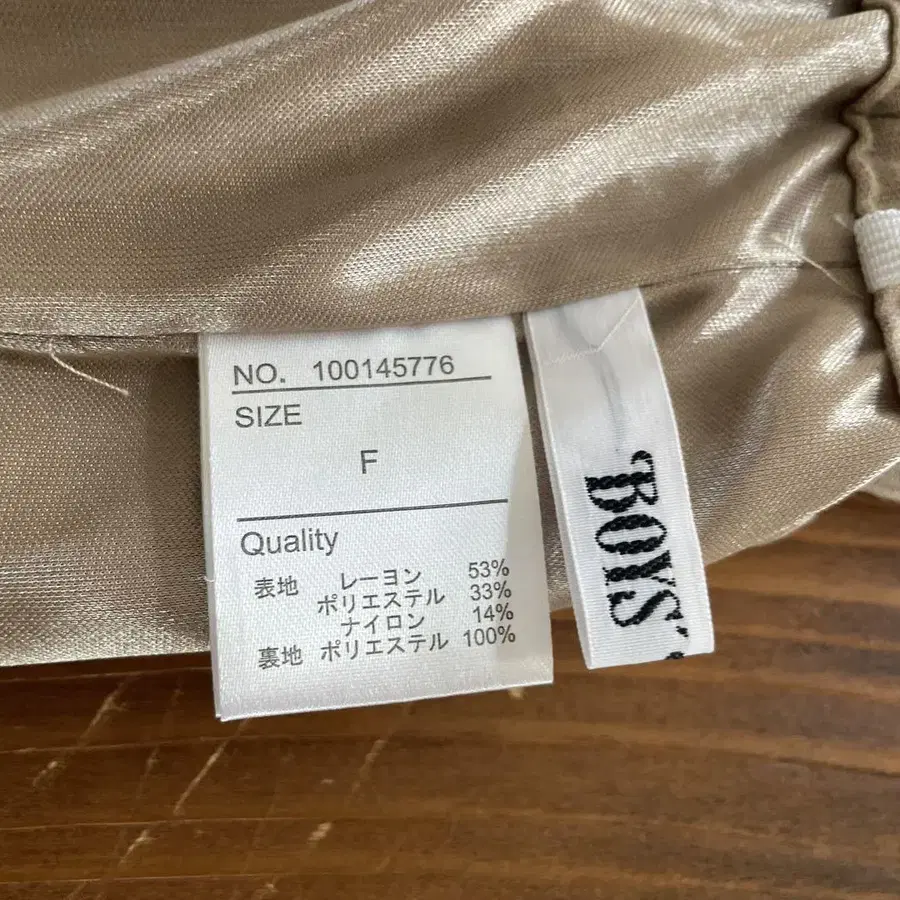 NO. 100145776
SIZE
F
Quality
表地 レーヨン 53%
ポリエステル 33%
ナイロン 14%
裏地 ポリエステル 100%
BOYS'